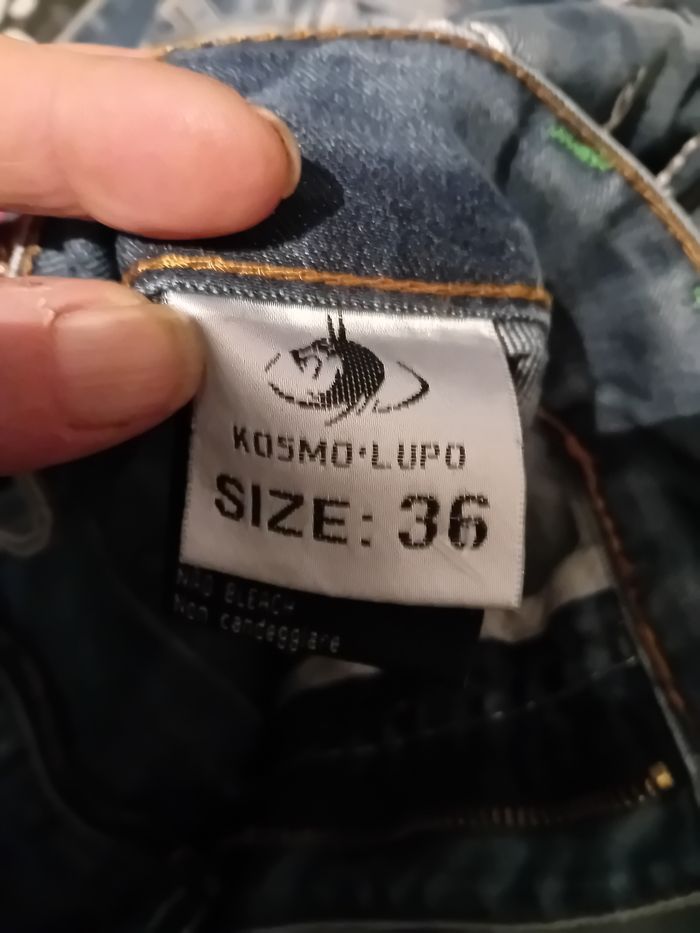 KOSMO•LUPO
SIZE: 36
NO BLEACH
Non candeggiare